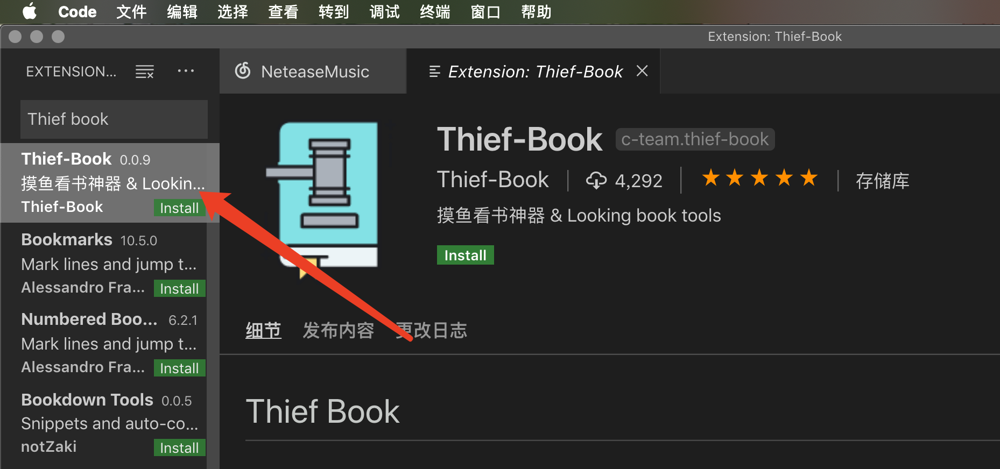 Code 文件 编辑 选择 查看 转到 调试 终端 窗口 帮助
Extension: Thief-Book
EXTENSION...
NeteaseMusic
Extension: Thief-Book
Thief book
Thief-Book 0.0.9
摸鱼看书神器 & Lookin...
Thief-Book Install
Bookmarks 10.5.0
Mark lines and jump t...
Alessandro Fra... Install
Numbered Boo... 6.2.1
Mark lines and jump t...
Alessandro Fra... Install
Bookdown Tools 0.0.5
Snippets and auto-co...
notZaki Install
Thief-Book c-team.thief-book
Thief-Book | 4,292 | ★★★★★ | 存储库
摸鱼看书神器 & Looking book tools
Install
细节 发布内容 更改日志
Thief Book